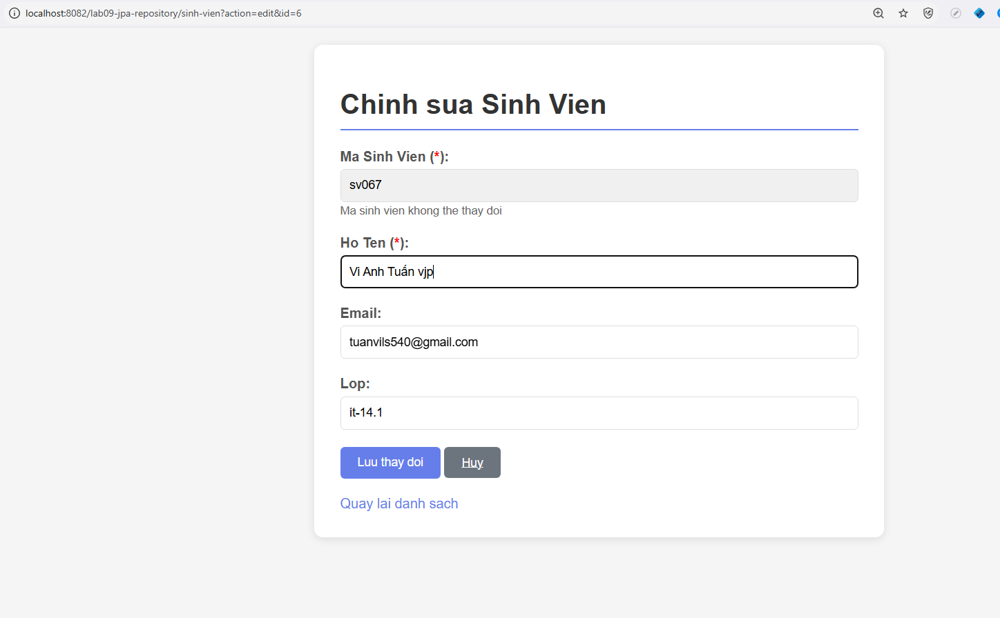 localhost:8082/lab09-jpa-repository/sinh-vien?action=edit&id=6
Chinh sua Sinh Vien
Ma Sinh Vien (*):
sv067
Ma sinh vien khong the thay doi
Ho Ten (*):
Vi Anh Tuấn vjp
Email:
tuanvils540@gmail.com
Lop:
it-14.1
Luu thay doi Huy
Quay lai danh sach